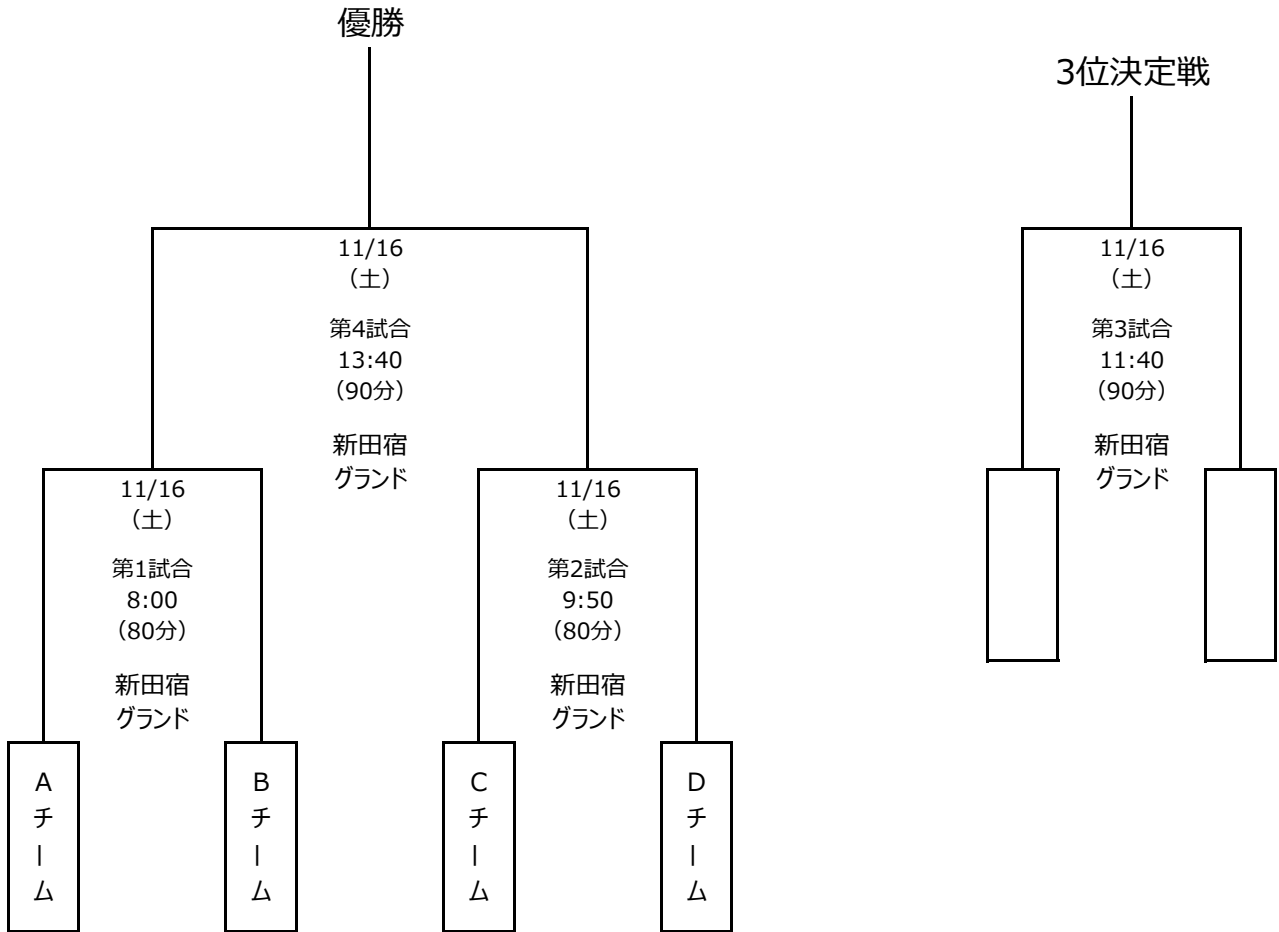 優勝
3位決定戦
11/16
（土）
第4試合
13:40
（90分）
新田宿
グランド
11/16
（土）
第3試合
11:40
（90分）
新田宿
グランド
11/16
（土）
第1試合
8:00
（80分）
新田宿
グランド
11/16
（土）
第2試合
9:50
（80分）
新田宿
グランド
Aチーム
Bチーム
Cチーム
Dチーム